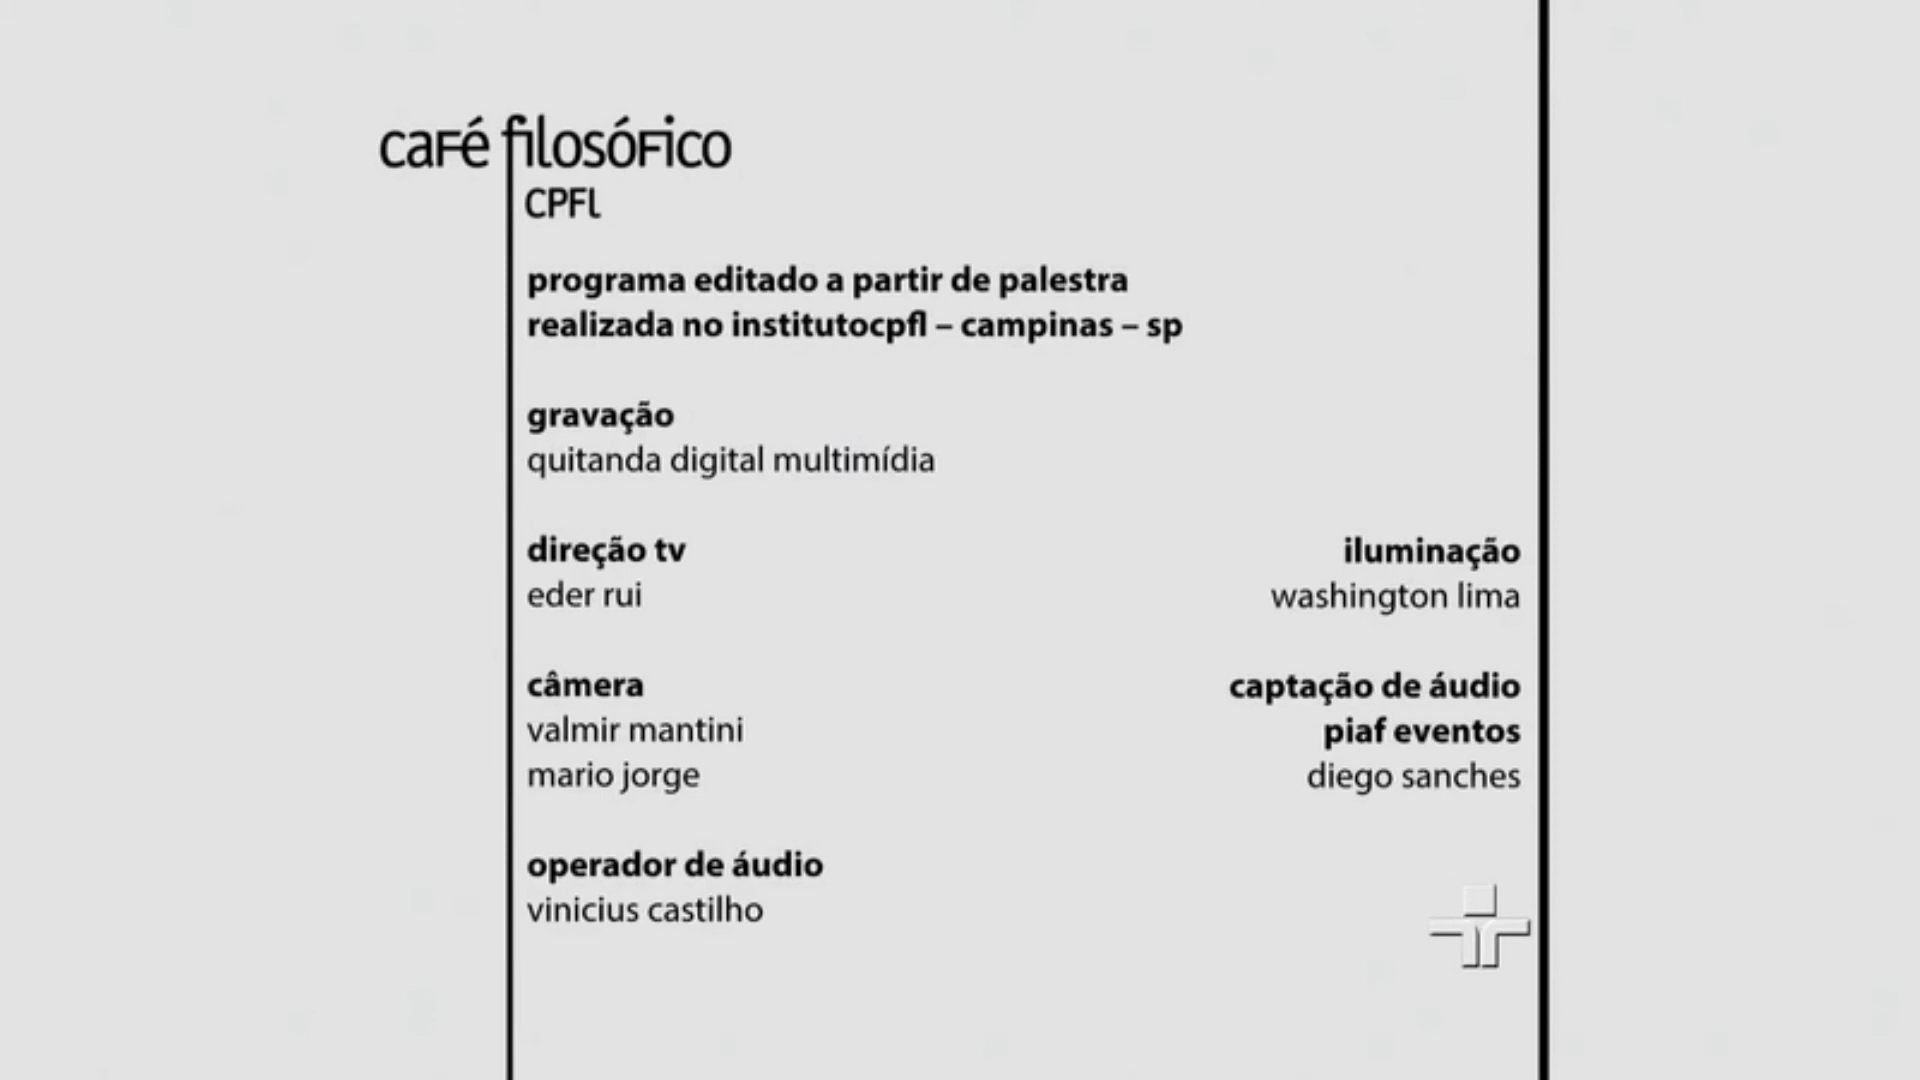 café filosófico
CPFL
programa editado a partir de palestra
realizada no institutocpfl – campinas – sp
gravação
quitanda digital multimídia
direção tv
eder rui
câmera
valmir mantini
mario jorge
operador de áudio
vinicius castilho
iluminação
washington lima
captação de áudio
piaf eventos
diego sanches